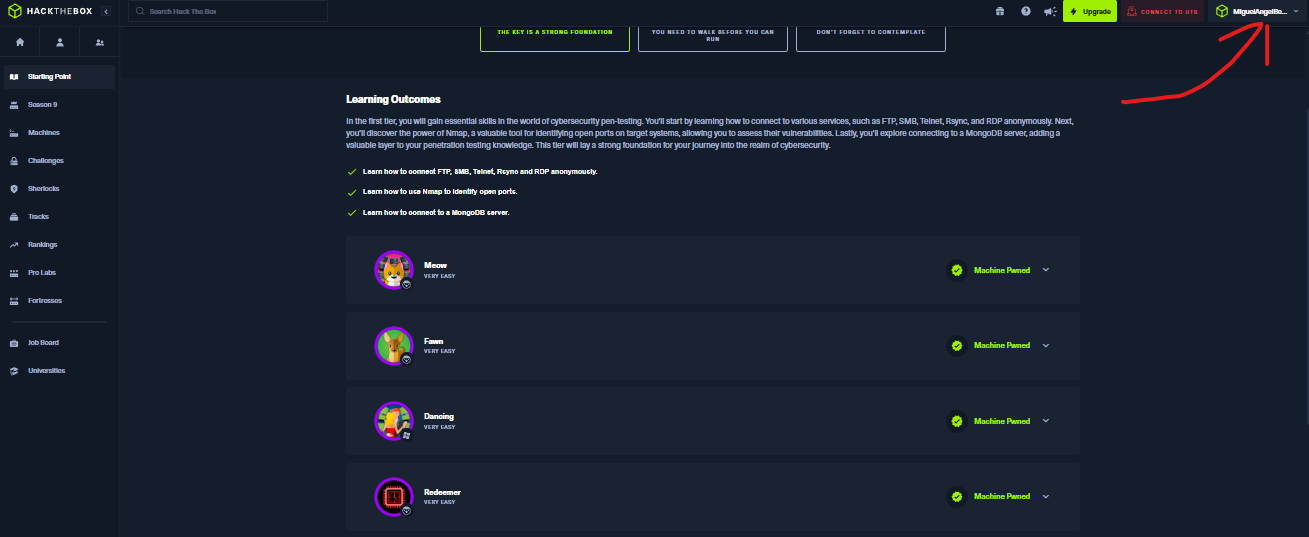 HACKTHEBOX
Search Hack The Box
Upgrade
CONNECT TO HTB
MiguelAngelBe...
THE KEY IS A STRONG FOUNDATION
YOU NEED TO WALK BEFORE YOU CAN
RUN
DON'T FORGET TO CONTEMPLATE
Starting Point
Season 9
Machines
Challenges
Sherlocks
Tracks
Rankings
Pro Labs
Fortresses
Job Board
Universities
Learning Outcomes
In the first tier, you will gain essential skills in the world of cybersecurity pen-testing. You'll start by learning how to connect to various services, such as FTP, SMB, Telnet, Rsync, and RDP anonymously. Next,
you'll discover the power of Nmap, a valuable tool for identifying open ports on target systems, allowing you to assess their vulnerabilities. Lastly, you'll explore connecting to a MongoDB server, adding a
valuable layer to your penetration testing knowledge. This tier will lay a strong foundation for your journey into the realm of cybersecurity.
Learn how to connect FTP, SMB, Telnet, Rsync and RDP anonymously.
Learn how to use Nmap to identify open ports.
Learn how to connect to a MongoDB server.
Meow
VERY EASY
Machine Pwned
Fawn
VERY EASY
Machine Pwned
Dancing
VERY EASY
Machine Pwned
Redeemer
VERY EASY
Machine Pwned